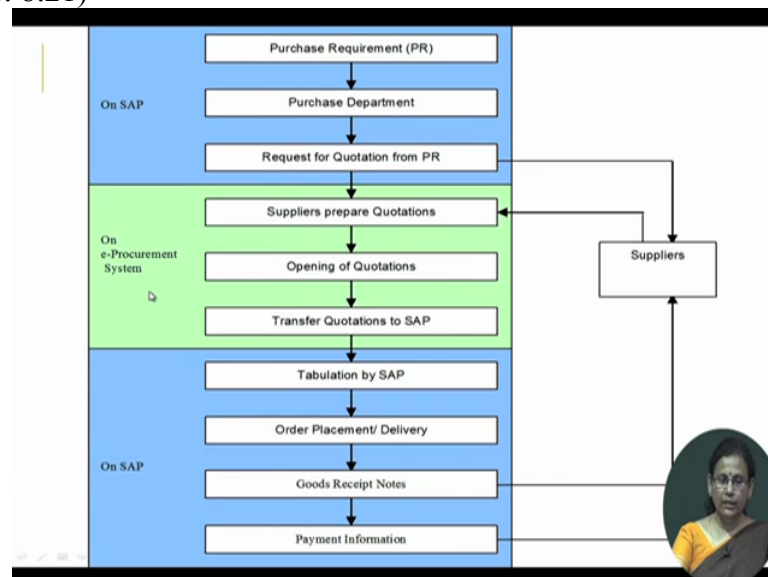 Purchase Requirement (PR)
On SAP
Purchase Department
Request for Quotation from PR
Suppliers prepare Quotations
On
e-Procurement
System
Opening of Quotations
Transfer Quotations to SAP
Suppliers
Tabulation by SAP
Order Placement/ Delivery
On SAP
Goods Receipt Notes
Payment Information